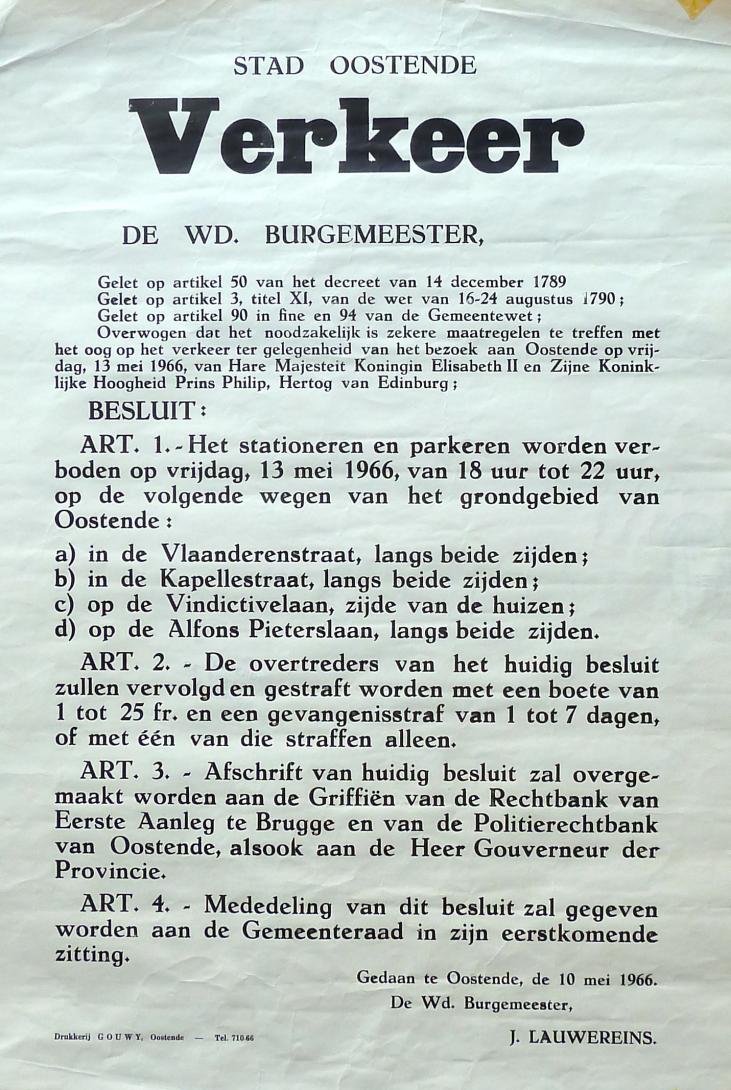 STAD OOSTENDE
Verkeer
DE WD. BURGEMEESTER,
Gelet op artikel 50 van het decreet van 14 december 1789
Gelet op artikel 3, titel XI, van de wet van 16-24 augustus 1790;
Gelet op artikel 90 in fine en 94 van de Gemeentewet;
Overwogen dat het noodzakelijk is zekere maatregelen te treffen met
het oog op het verkeer ter gelegenheid van het bezoek aan Oostende op vrij-
dag, 13 mei 1966, van Hare Majesteit Koningin Elisabeth II en Zijne Konink-
lijke Hoogheid Prins Philip, Hertog van Edinburg;
BESLUIT:
ART. 1.-Het stationeren en parkeren worden ver-
boden op vrijdag, 13 mei 1966, van 18 uur tot 22 uur,
op de volgende wegen van het grondgebied van
Oostende:
a) in de Vlaanderenstraat, langs beide zijden;
b) in de Kapellestraat, langs beide zijden;
c) op de Vindictivelaan, zijde van de huizen;
d) op de Alfons Pieterslaan, langs beide zijden.
ART. 2. - De overtreders van het huidig besluit
zullen vervolgd en gestraft worden met een boete van
1 tot 25 fr. en een gevangenisstraf van 1 tot 7 dagen,
of met één van die straffen alleen.
ART. 3. - Afschrift van huidig besluit zal overge-
maakt worden aan de Griffiën van de Rechtbank van
Eerste Aanleg te Brugge en van de Politierechtbank
van Oostende, alsook aan de Heer Gouverneur der
Provincie.
ART. 4. - Mededeling van dit besluit zal gegeven
worden aan de Gemeenteraad in zijn eerstkomende
zitting.
Gedaan te Oostende, de 10 mei 1966.
De Wd. Burgemeester,
J. LAUWEREINS.
Drukkerij GOUWY, Oostende — Tel. 710.66